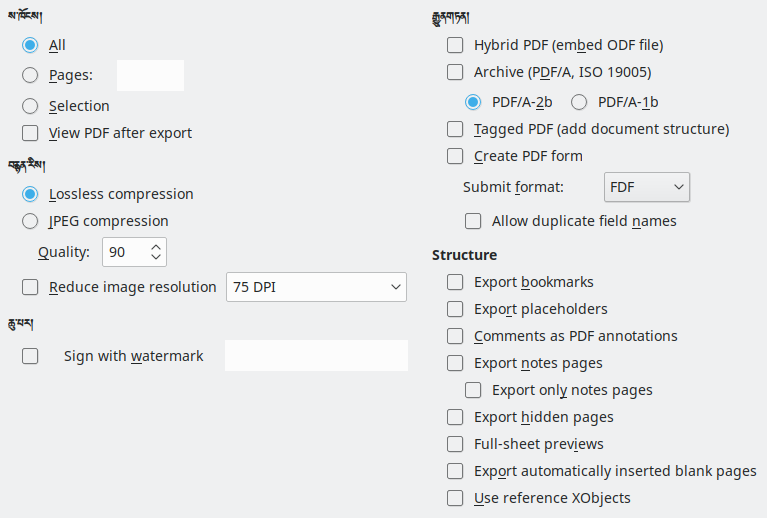 ས་ཁོངས།
All
Pages:
Selection
View PDF after export
བརྙན་རིས།
Lossless compression
JPEG compression
Quality: 90
Reduce image resolution 75 DPI
ཆུ་པར།
Sign with watermark
རྒྱུན་གཏན།
Hybrid PDF (embed ODF file)
Archive (PDF/A, ISO 19005)
PDF/A-2b PDF/A-1b
Tagged PDF (add document structure)
Create PDF form
Submit format: FDF
Allow duplicate field names
Structure
Export bookmarks
Export placeholders
Comments as PDF annotations
Export notes pages
Export only notes pages
Export hidden pages
Full-sheet previews
Export automatically inserted blank pages
Use reference XObjects